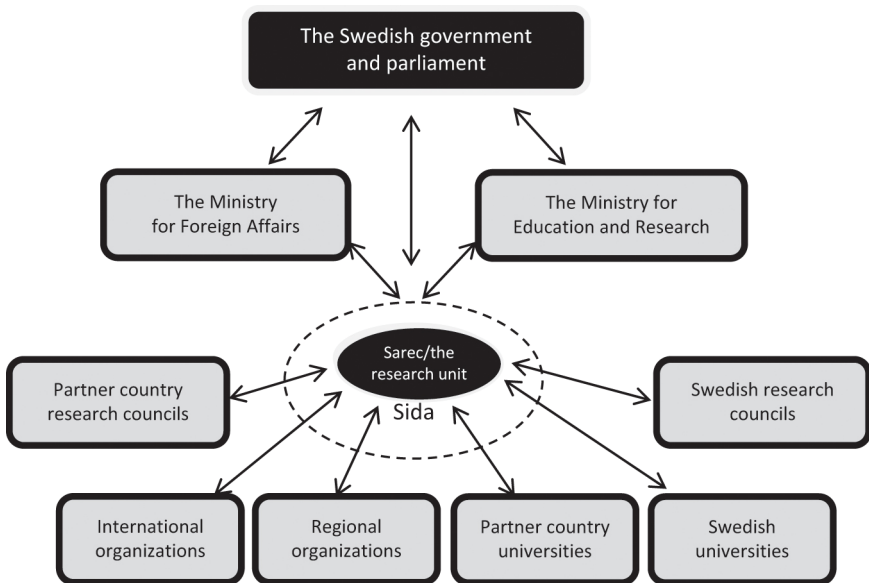 The Swedish government
and parliament
The Ministry
for Foreign Affairs
The Ministry for
Education and Research
Sarec/the
research unit
Sida
Partner country
research councils
Swedish research
councils
International
organizations
Regional
organizations
Partner country
universities
Swedish
universities